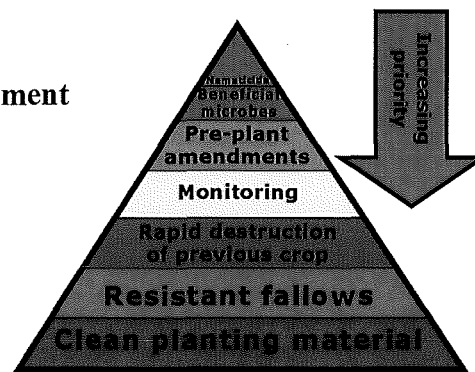 ment
Beneficial
microbes
Pre-plant
amendments
Monitoring
Rapid destruction
of previous crop
Resistant fallows
Clean planting material
Increasing
priority